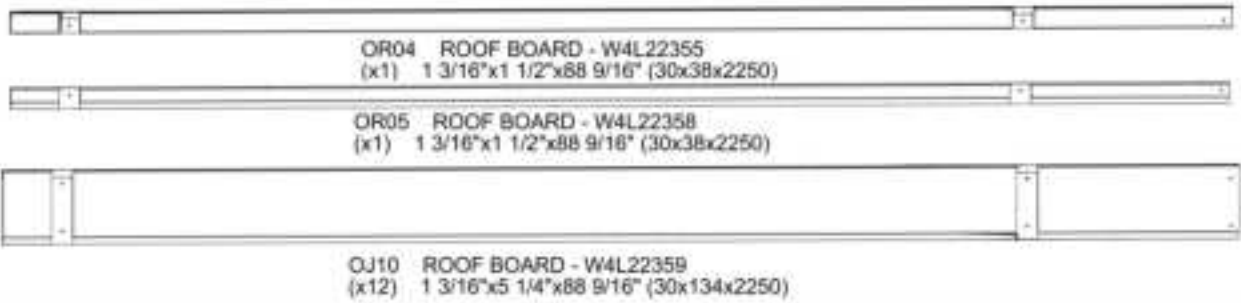 OR04 ROOF BOARD - W4L22355
(x1) 1 3/16"x1 1/2"x88 9/16" (30x38x2250)
OR05 ROOF BOARD - W4L22358
(x1) 1 3/16"x1 1/2"x88 9/16" (30x38x2250)
OJ10 ROOF BOARD - W4L22359
(x12) 1 3/16"x5 1/4"x88 9/16" (30x134x2250)